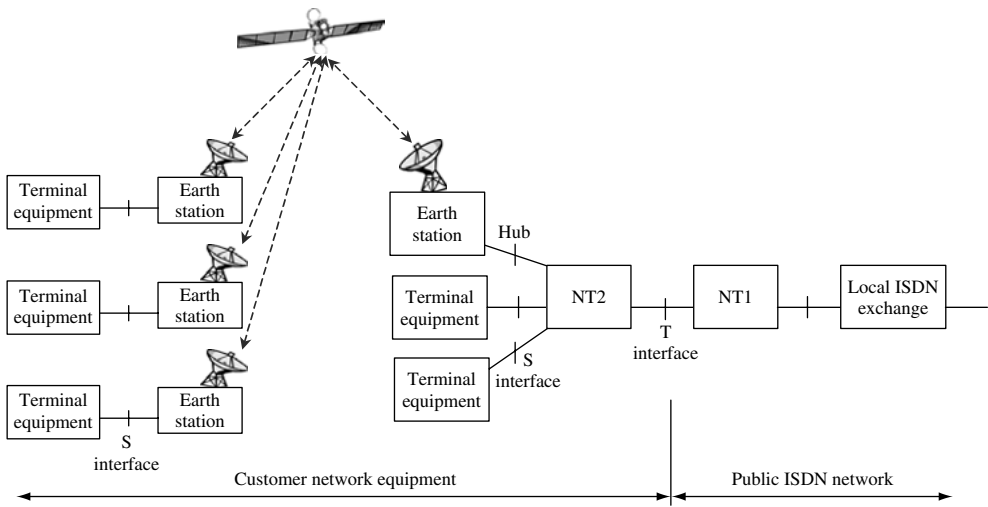 Terminal
equipment
Earth
station
Terminal
equipment
Earth
station
Terminal
equipment
Earth
station
S
interface
Earth
station
Hub
Terminal
equipment
Terminal
equipment
S
interface
NT2
T
interface
NT1
Local ISDN
exchange
Customer network equipment
Public ISDN network